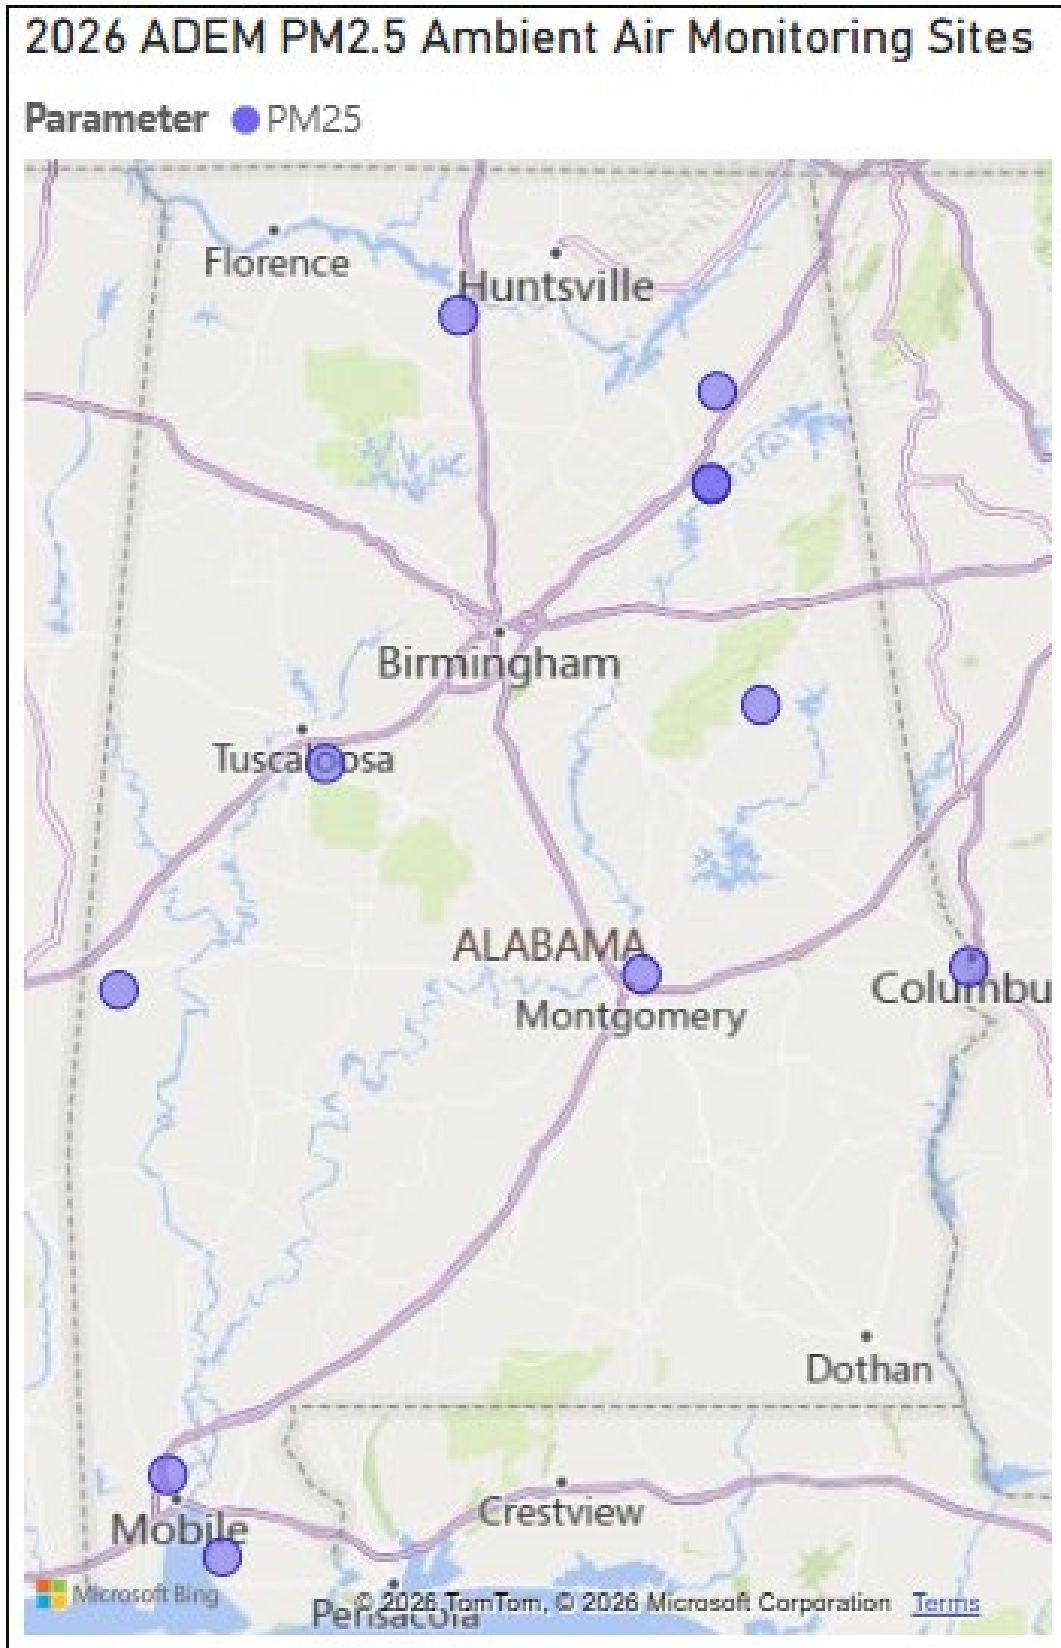 2026 ADEM PM2.5 Ambient Air Monitoring Sites
Parameter PM25
Florence
Huntsville
Birmingham
Tuscaloosa
ALABAMA
Montgomery
Columbu
Dothan
Crestview
Mobile
Microsoft Bing
© 2026 TomTom, © 2026 Microsoft Corporation Terms
Pensacola